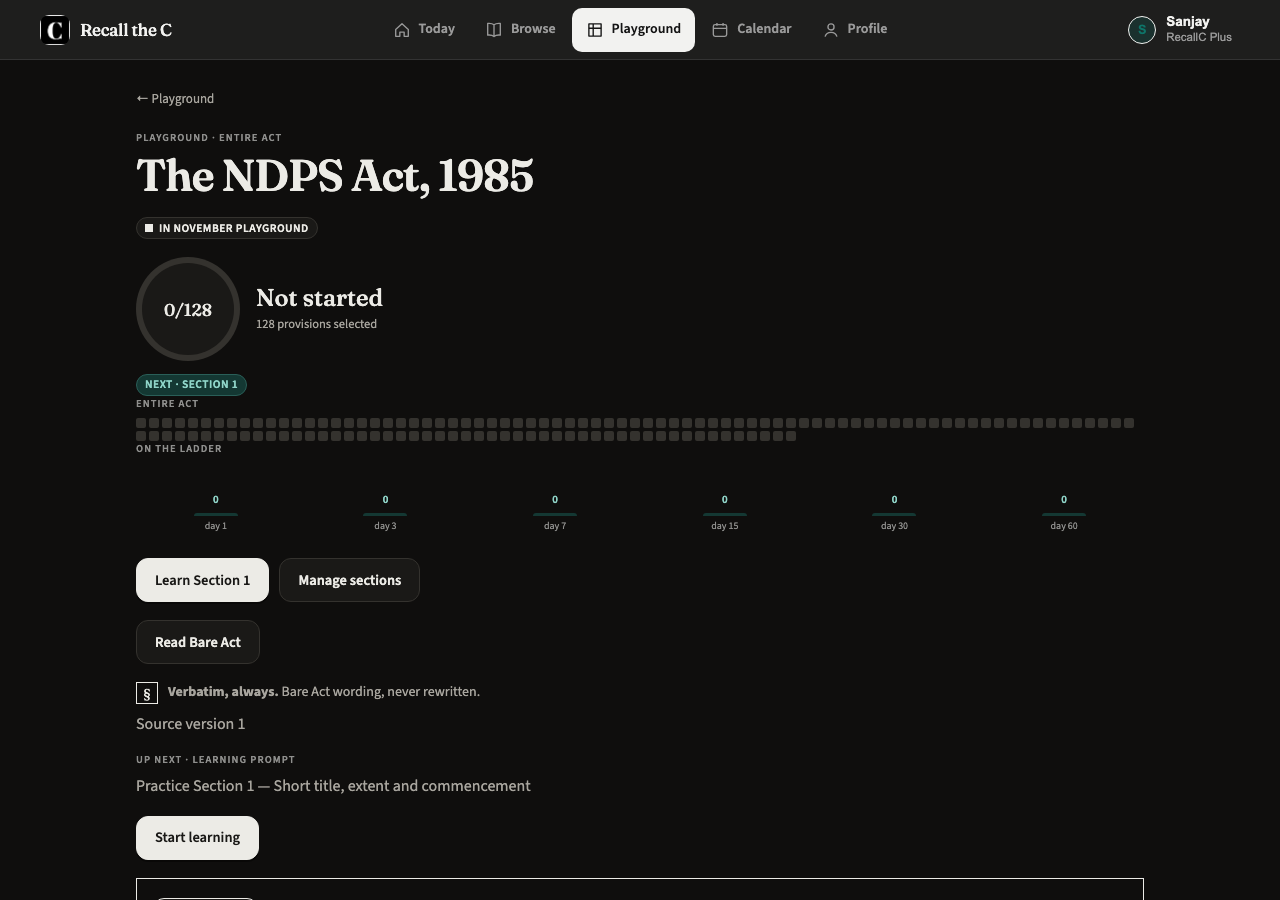 C Recall the C
Today
Browse
Playground
Calendar
Profile
S
Sanjay
RecallC Plus
← Playground
PLAYGROUND · ENTIRE ACT
The NDPS Act, 1985
IN NOVEMBER PLAYGROUND
0/128
Not started
128 provisions selected
NEXT · SECTION 1
ENTIRE ACT
ON THE LADDER
0 0 0 0 0 0
day 1 day 3 day 7 day 15 day 30 day 60
Learn Section 1
Manage sections
Read Bare Act
§ Verbatim, always. Bare Act wording, never rewritten.
Source version 1
UP NEXT · LEARNING PROMPT
Practice Section 1 — Short title, extent and commencement
Start learning